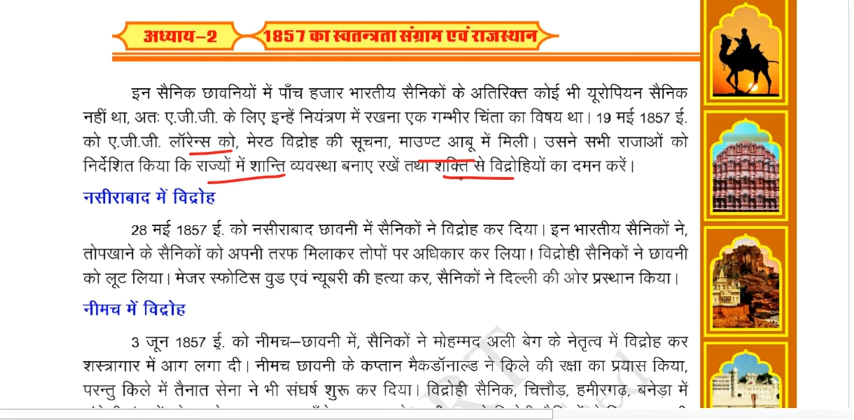 अध्याय-2 1857 का स्वतन्त्रता संग्राम एवं राजस्थान
इन सैनिक छावनियों में पाँच हजार भारतीय सैनिकों के अतिरिक्त कोई भी यूरोपियन सैनिक
नहीं था, अतः ए.जी.जी. के लिए इन्हें नियंत्रण में रखना एक गम्भीर चिंता का विषय था। 19 मई 1857 ई.
को ए.जी.जी. लॉरेन्स को, मेरठ विद्रोह की सूचना, माउण्ट आबू में मिली। उसने सभी राजाओं को
निर्देशित किया कि राज्यों में शान्ति व्यवस्था बनाए रखें तथा शक्ति से विद्रोहियों का दमन करें।
नसीराबाद में विद्रोह
28 मई 1857 ई. को नसीराबाद छावनी में सैनिकों ने विद्रोह कर दिया। इन भारतीय सैनिकों ने,
तोपखाने के सैनिकों को अपनी तरफ मिलाकर तोपों पर अधिकार कर लिया। विद्रोही सैनिकों ने छावनी
को लूट लिया। मेजर स्फोटिस वुड एवं न्यूबरी की हत्या कर, सैनिकों ने दिल्ली की ओर प्रस्थान किया।
नीमच में विद्रोह
3 जून 1857 ई. को नीमच-छावनी में, सैनिकों ने मोहम्मद अली बेग के नेतृत्व में विद्रोह कर
शस्त्रागार में आग लगा दी। नीमच छावनी के कप्तान मैकडॉनाल्ड ने किले की रक्षा का प्रयास किया,
परन्तु किले में तैनात सेना ने भी संघर्ष शुरू कर दिया। विद्रोही सैनिक, चित्तौड़, हमीरगढ़, बनेड़ा में